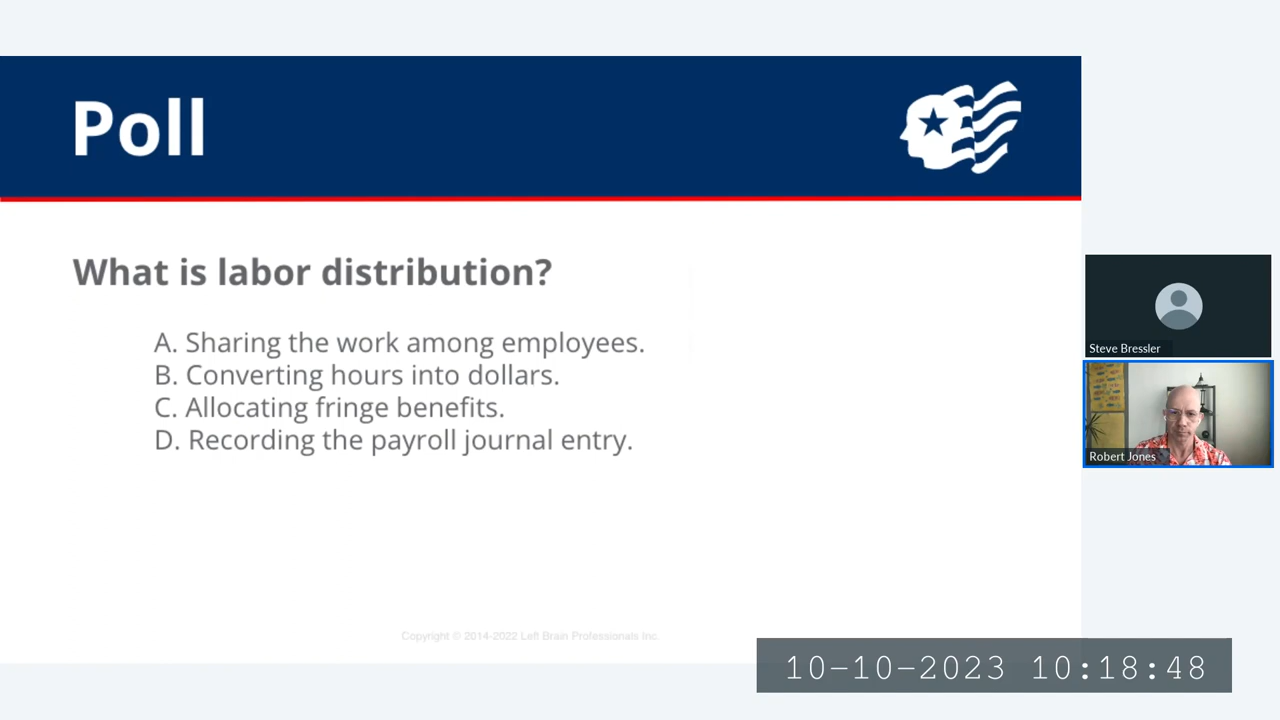 Poll
What is labor distribution?
A. Sharing the work among employees.
B. Converting hours into dollars.
C. Allocating fringe benefits.
D. Recording the payroll journal entry.
Steve Bressler
Robert Jones
Copyright © 2014-2022 Left Brain Professionals Inc.
10-10-2023 10:18:48